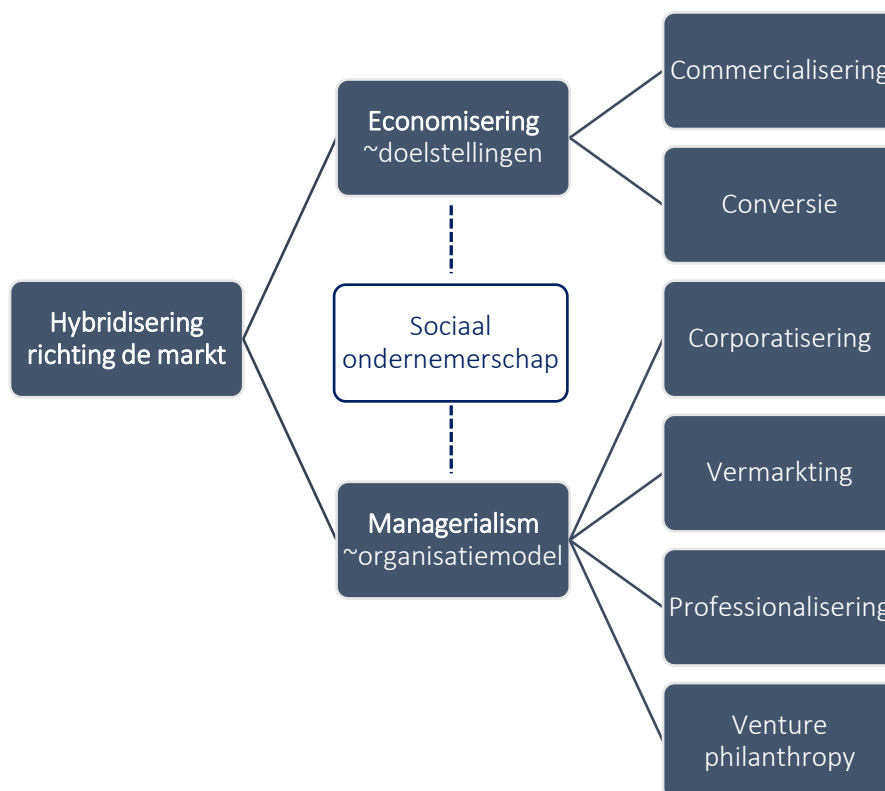 Hybridisering
richting de markt
Economisering
~doelstellingen
Sociaal
ondernemerschap
Managerialism
~organisatiemodel
Commercialisering
Conversie
Corporatisering
Vermarkting
Professionalisering
Venture
philanthropy